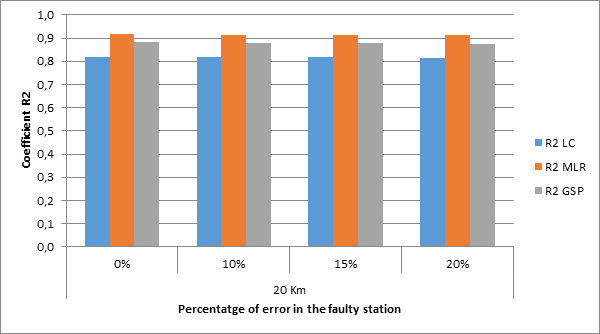 1,0
0,9
0,8
0,7
0,6
0,5
0,4
0,3
0,2
0,1
0,0
Coefficient R2
0% 10% 15% 20%
20 Km
Percentatge of error in the faulty station
R2 LC
R2 MLR
R2 GSP